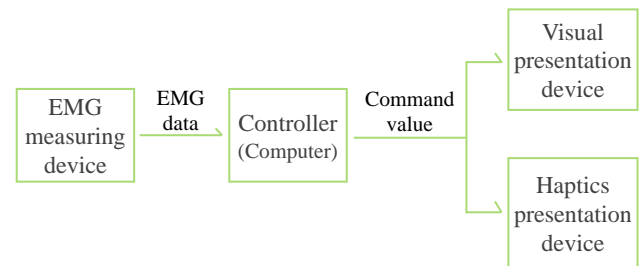 EMG
measuring
device
EMG
data
Controller
(Computer)
Command
value
Visual
presentation
device
Haptics
presentation
device